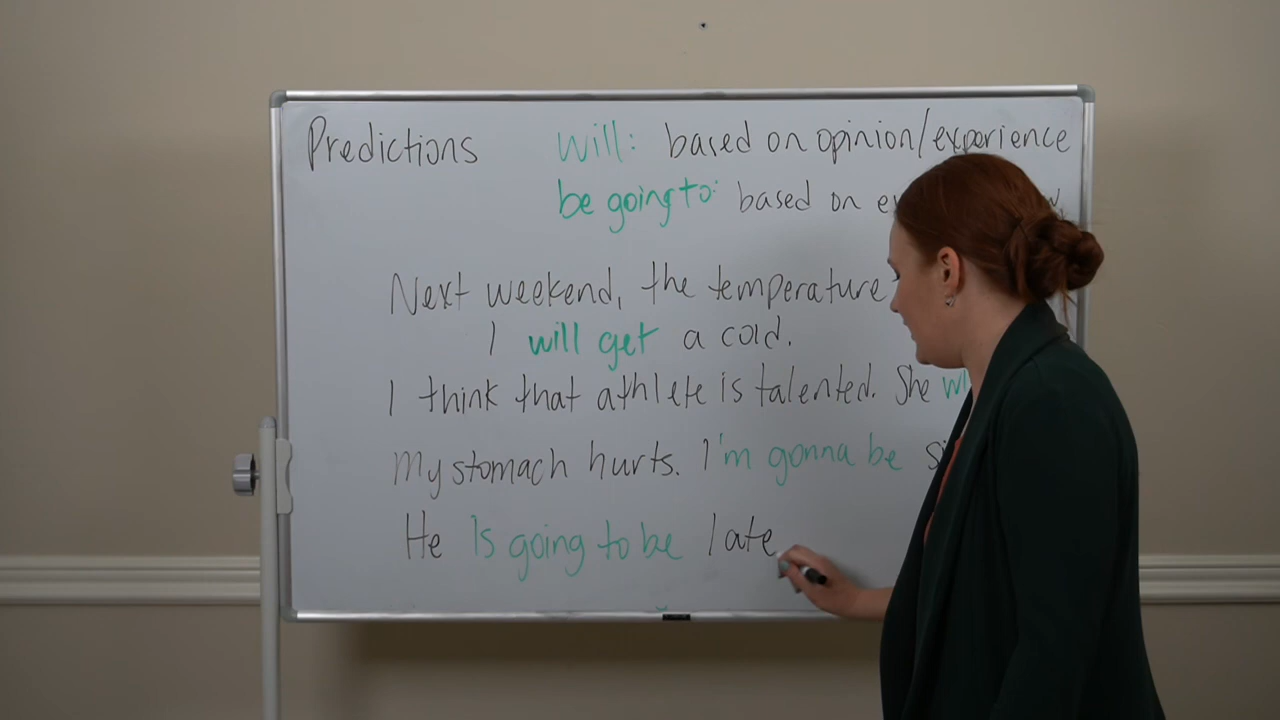 Predictions will: based on opinion/experience
be going to: based on
Next weekend, the temperature
I will get a cold.
I think that athlete is talented. She
My stomach hurts. I'm gonna be
He Is going to be late